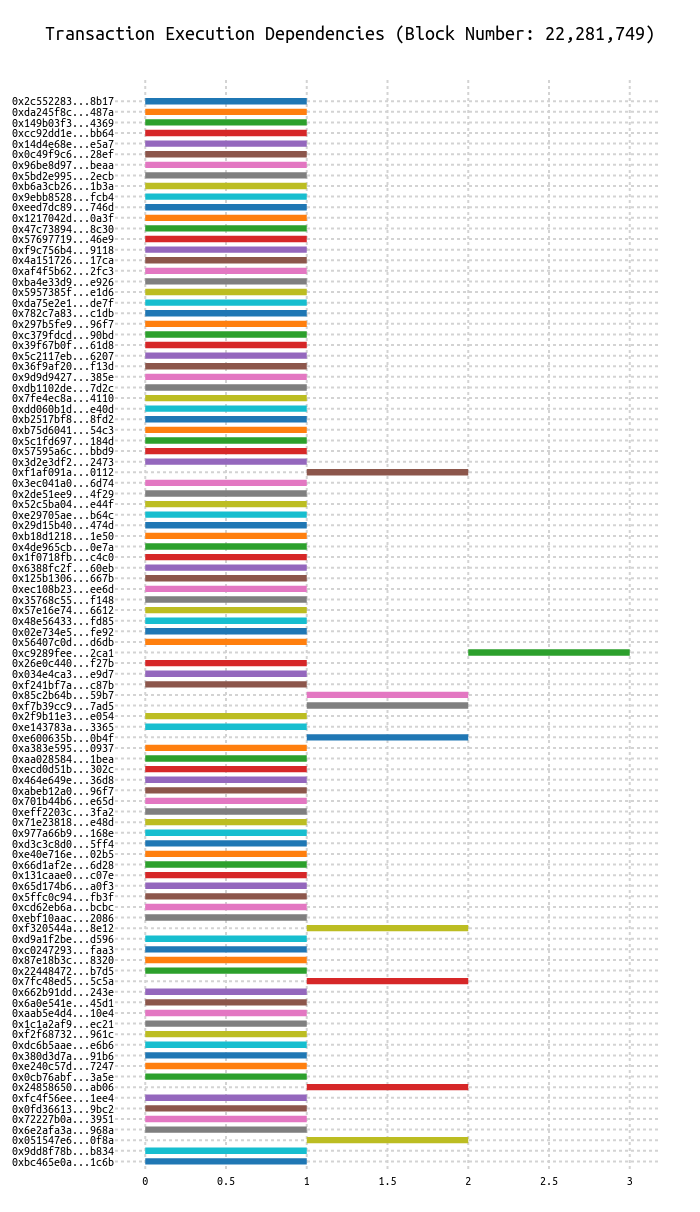 Transaction Execution Dependencies (Block Number: 22,281,749)
0x2c552283...8b17
0xda245f8c...487a
0x149b03f3...4369
0xcc92dd1e...bb64
0x14d4e68e...e5a7
0x0c49f9c6...28ef
0x96be8d97...beaa
0x5bd2e995...2ecb
0xb6a3cb26...1b3a
0x9ebb8528...fcb4
0xeed7dc89...746d
0x1217042d...0a3f
0x47c73894...8c30
0x57697719...46e9
0xf9c756b4...9118
0x4a151726...17ca
0xaf4f5b62...2fc3
0xba4e33d9...e926
0x5957385f...e1d6
0xda75e2e1...de7f
0x782c7a83...c1db
0x297b5fe9...96f7
0xc379fdcd...90bd
0x39f67b0f...61d8
0x5c2117eb...6207
0x36f9af20...f13d
0x9d9d9427...385e
0xdb1102de...7d2c
0x7fe4ec8a...4110
0xdd060b1d...e40d
0xb2517bf8...8fd2
0xb75d6041...54c3
0x5c1fd697...184d
0x57595a6c...bbd9
0x3d2e3df2...2473
0xf1af091a...0112
0x3ec041a0...6d74
0x2de51ee9...4f29
0x52c5ba04...e44f
0xe29705ae...b64c
0x29d15b40...474d
0xb18d1218...1e50
0x4de965cb...0e7a
0x1f0718fb...c4c0
0x6388fc2f...60eb
0x125b1306...667b
0xec108b23...ee6d
0x35768c55...f148
0x57e16e74...6612
0x48e56433...fd85
0x02e734e5...fe92
0x56407c0d...d6db
0xc9289fee...2ca1
0x26e0c440...f27b
0x034e4ca3...e9d7
0xf241bf7a...c87b
0x85c2b64b...59b7
0xf7b39cc9...7ad5
0x2f9b11e3...e054
0xe143783a...3365
0xe600635b...0b4f
0xa383e595...0937
0xaa028584...1bea
0xecd0d51b...302c
0x464e649e...36d8
0xabeb12a0...96f7
0x701b44b6...e65d
0xeff2203c...3fa2
0x71e23818...e48d
0x977a66b9...168e
0xd3c3c8d0...5ff4
0xe40e716e...02b5
0x66d1af2e...6d28
0x131caae0...c07e
0x65d174b6...a0f3
0x5ffc0c94...fb3f
0xcd62eb6a...bcbc
0xebf10aac...2086
0xf320544a...8e12
0xd9a1f2be...d596
0xc0247293...faa3
0x87e18b3c...8320
0x22448472...b7d5
0x7fc48ed5...5c5a
0x662b91dd...243e
0x6a0e541e...45d1
0xaab5e4d4...10e4
0x1c1a2af9...ec21
0xf2f68732...961c
0xdc6b5aae...e6b6
0x380d3d7a...91b6
0xe240c57d...7247
0x0cb76abf...3a5e
0x24858650...ab06
0xfc4f56ee...1ee4
0x0fd36613...9bc2
0x72227b0a...3951
0x6e2afa3a...968a
0x051547e6...0f8a
0x9dd8f78b...b834
0xbc465e0a...1c6b
0 0.5 1 1.5 2 2.5 3